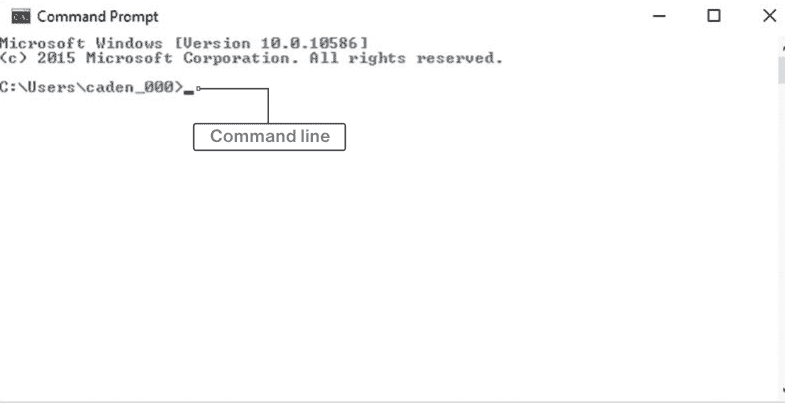 Command Prompt
Microsoft Windows [Version 10.0.10586]
(c) 2015 Microsoft Corporation. All rights reserved.
C:\Users\caden_000>_
Command line